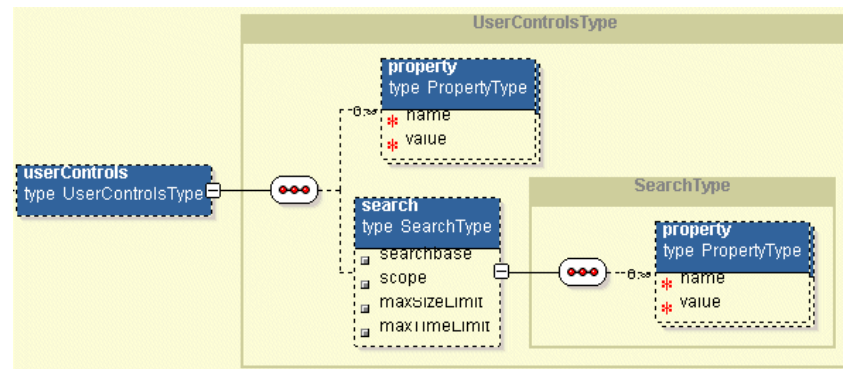 UserControlsType
property
type PropertyType
0:∞
name
value
userControls
type UserControlsType
search
type SearchType
searchbase
scope
maxSizeLimit
maxTimeLimit
SearchType
property
type PropertyType
0:∞
name
value